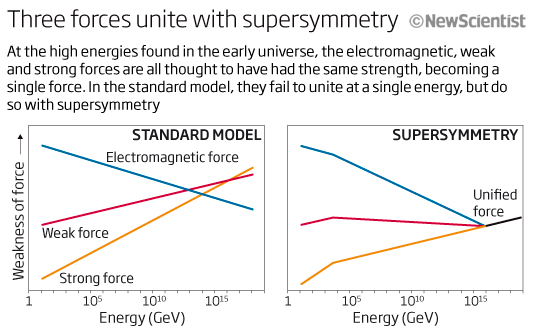 Three forces unite with supersymmetry ©NewScientist
At the high energies found in the early universe, the electromagnetic, weak
and strong forces are all thought to have had the same strength, becoming a
single force. In the standard model, they fail to unite at a single energy, but do
so with supersymmetry
STANDARD MODEL
Electromagnetic force
Weak force
Strong force
Weakness of force
1 10⁵ 10¹⁰ 10¹⁵
Energy (GeV)
SUPERSYMMETRY
Unified
force
1 10⁵ 10¹⁰ 10¹⁵
Energy (GeV)